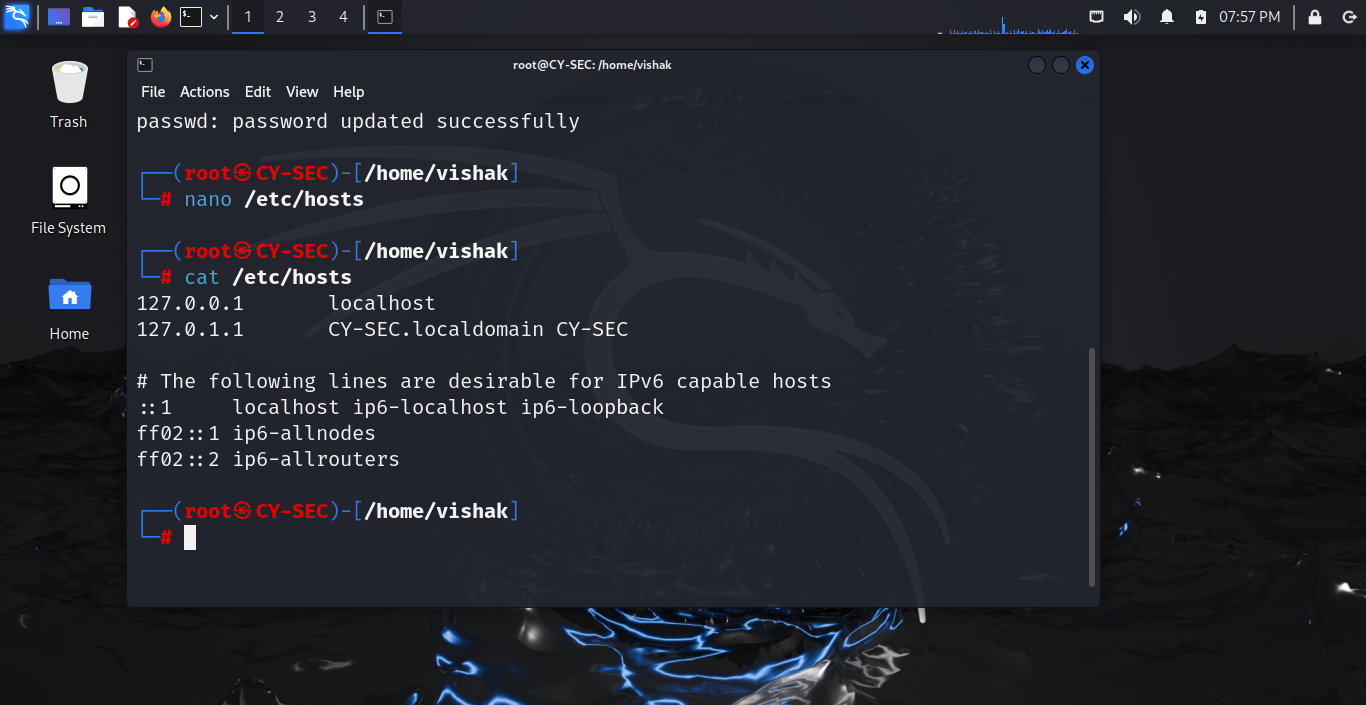 1 2 3 4 07:57 PM
root@CY-SEC: /home/vishak
File Actions Edit View Help
Trash
File System
Home
passwd: password updated successfully
┌──(root㉿CY-SEC)-[/home/vishak]
└─# nano /etc/hosts
┌──(root㉿CY-SEC)-[/home/vishak]
└─# cat /etc/hosts
127.0.0.1       localhost
127.0.1.1       CY-SEC.localdomain CY-SEC
# The following lines are desirable for IPv6 capable hosts
::1     localhost ip6-localhost ip6-loopback
ff02::1 ip6-allnodes
ff02::2 ip6-allrouters
┌──(root㉿CY-SEC)-[/home/vishak]
└─#